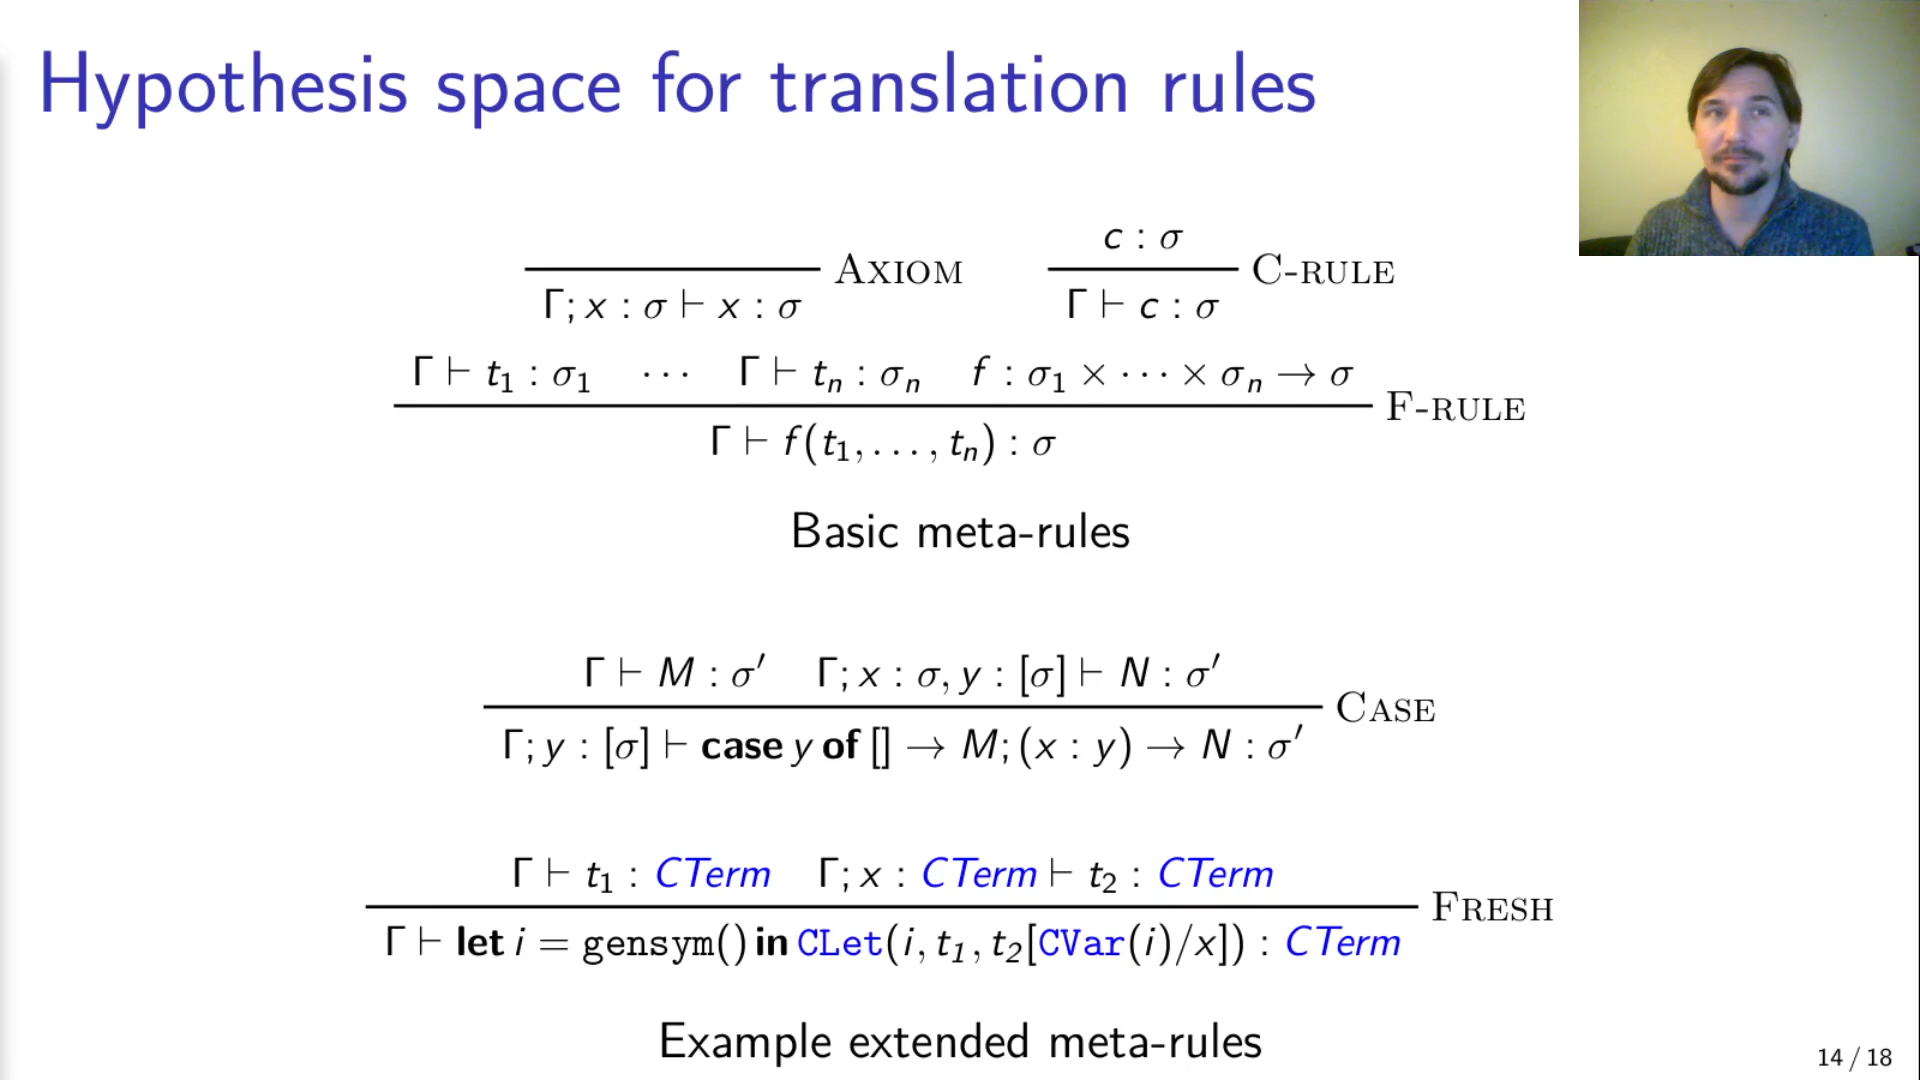 Hypothesis space for translation rules
c : σ
AXIOM C-RULE
Γ; x : σ ⊢ x : σ Γ ⊢ c : σ
Γ ⊢ t₁ : σ₁ ··· Γ ⊢ tₙ : σₙ f : σ₁ × ··· × σₙ → σ
F-RULE
Γ ⊢ f(t₁, . . . , tₙ) : σ
Basic meta-rules
Γ ⊢ M : σ′ Γ; x : σ, y : [σ] ⊢ N : σ′
CASE
Γ; y : [σ] ⊢ case y of [] → M; (x : y) → N : σ′
Γ ⊢ t₁ : CTerm Γ; x : CTerm ⊢ t₂ : CTerm
FRESH
Γ ⊢ let i = gensym() in CLet(i, t₁, t₂[CVar(i)/x]) : CTerm
Example extended meta-rules
14 / 18